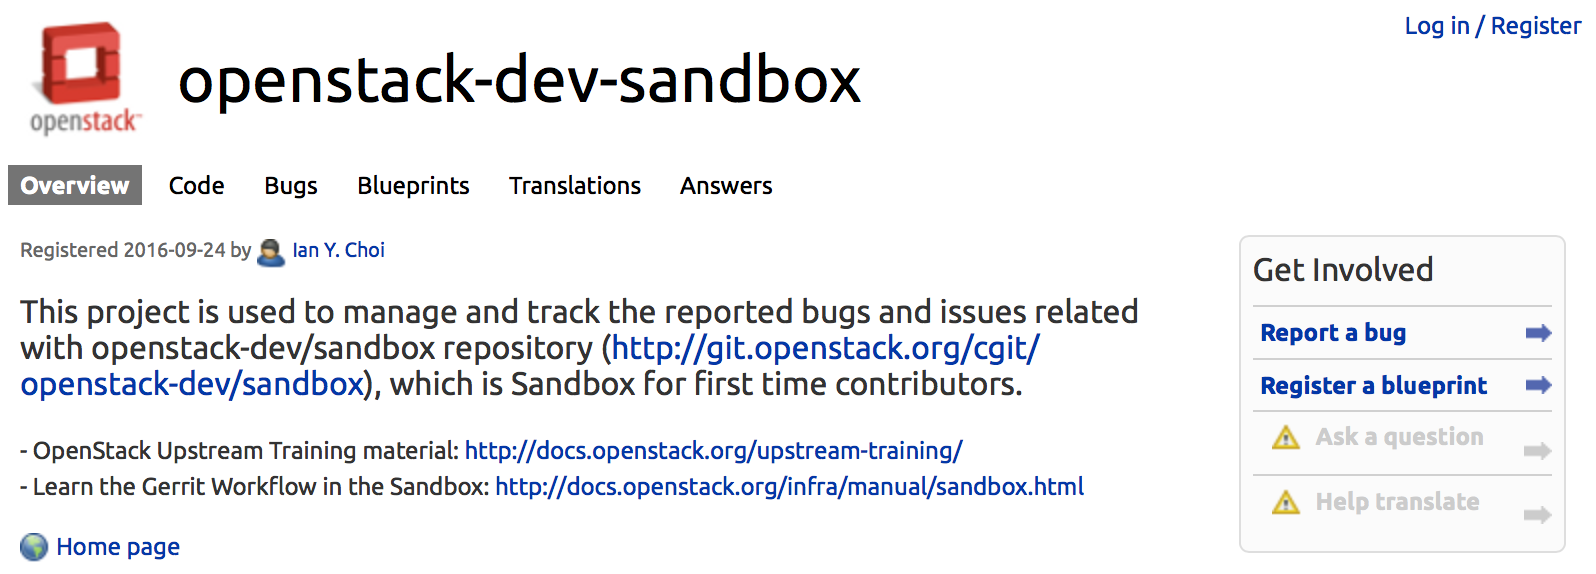 Log in / Register
openstack™
openstack-dev-sandbox
Overview Code Bugs Blueprints Translations Answers
Registered 2016-09-24 by Ian Y. Choi
This project is used to manage and track the reported bugs and issues related
with openstack-dev/sandbox repository (http://git.openstack.org/cgit/
openstack-dev/sandbox), which is Sandbox for first time contributors.
- OpenStack Upstream Training material: http://docs.openstack.org/upstream-training/
- Learn the Gerrit Workflow in the Sandbox: http://docs.openstack.org/infra/manual/sandbox.html
Home page
Get Involved
Report a bug
Register a blueprint
Ask a question
Help translate